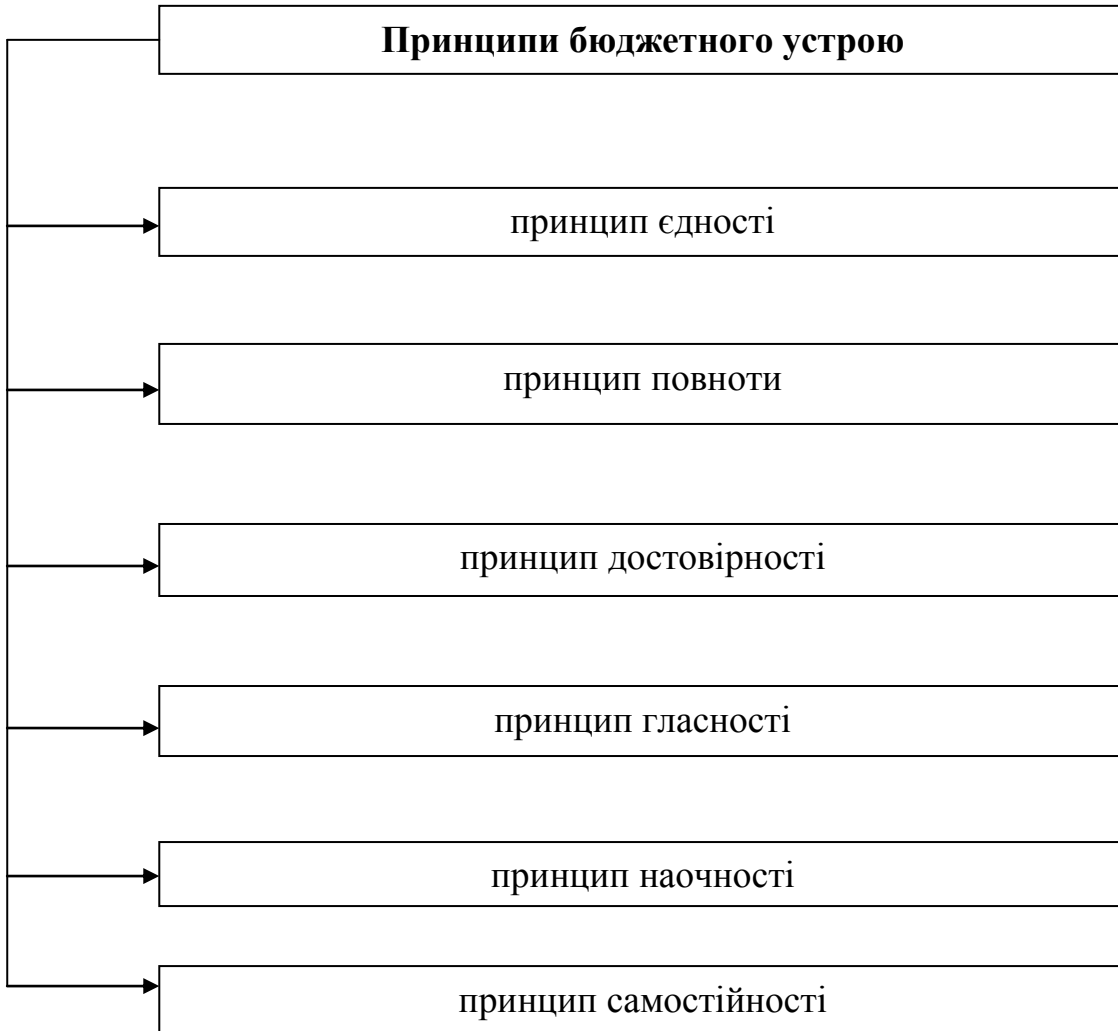 Принципи бюджетного устрою
принцип єдності
принцип повноти
принцип достовірності
принцип гласності
принцип наочності
принцип самостійності